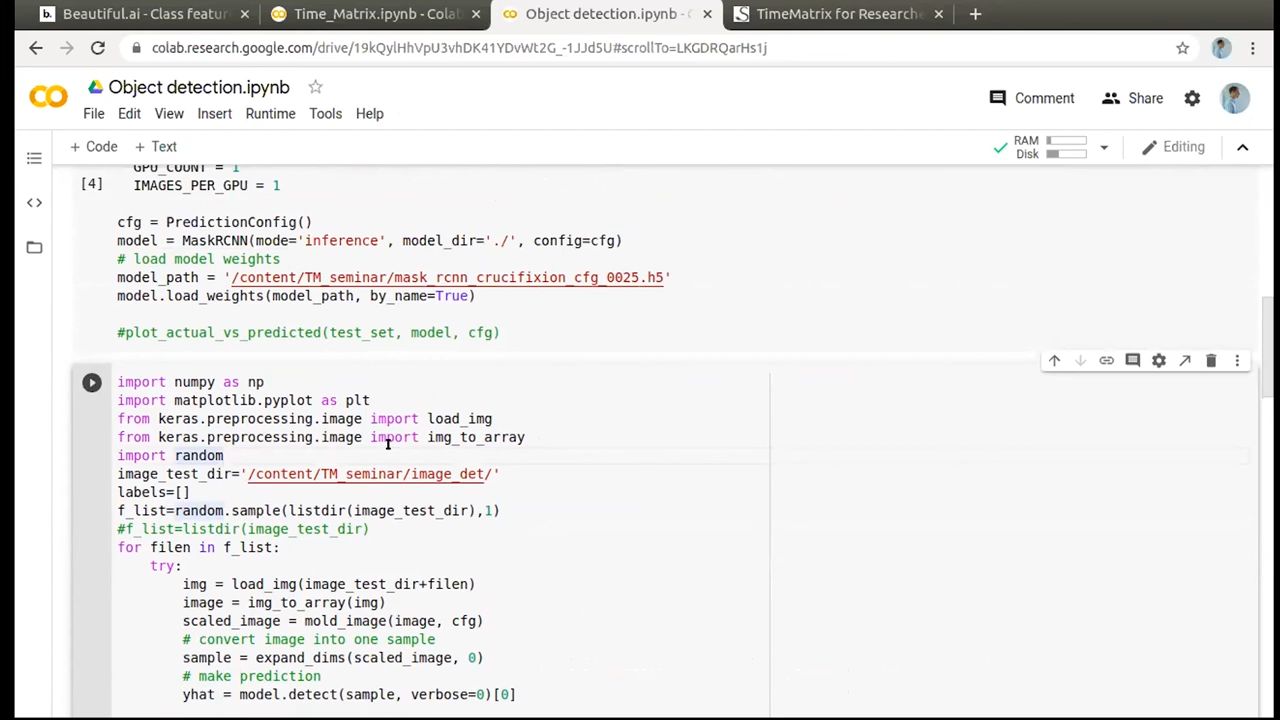 Beautiful.ai - Class featur
Time_Matrix.ipynb - Colab
Object detection.ipynb -
TimeMatrix for Researche
colab.research.google.com/drive/19kQylHhVpU3vhDK41YDvWt2G_-1JJd5U#scrollTo=LKGDRQarHs1j
Object detection.ipynb
File Edit View Insert Runtime Tools Help
Comment Share
+ Code + Text
RAM
Disk
Editing
GPU_COUNT = 1
[4] IMAGES_PER_GPU = 1
cfg = PredictionConfig()
model = MaskRCNN(mode='inference', model_dir='./', config=cfg)
# load model weights
model_path = '/content/TM_seminar/mask_rcnn_crucifixion_cfg_0025.h5'
model.load_weights(model_path, by_name=True)
#plot_actual_vs_predicted(test_set, model, cfg)
import numpy as np
import matplotlib.pyplot as plt
from keras.preprocessing.image import load_img
from keras.preprocessing.image import img_to_array
import random
image_test_dir='/content/TM_seminar/image_det/'
labels=[]
f_list=random.sample(listdir(image_test_dir),1)
#f_list=listdir(image_test_dir)
for filen in f_list:
try:
img = load_img(image_test_dir+filen)
image = img_to_array(img)
scaled_image = mold_image(image, cfg)
# convert image into one sample
sample = expand_dims(scaled_image, 0)
# make prediction
yhat = model.detect(sample, verbose=0)[0]